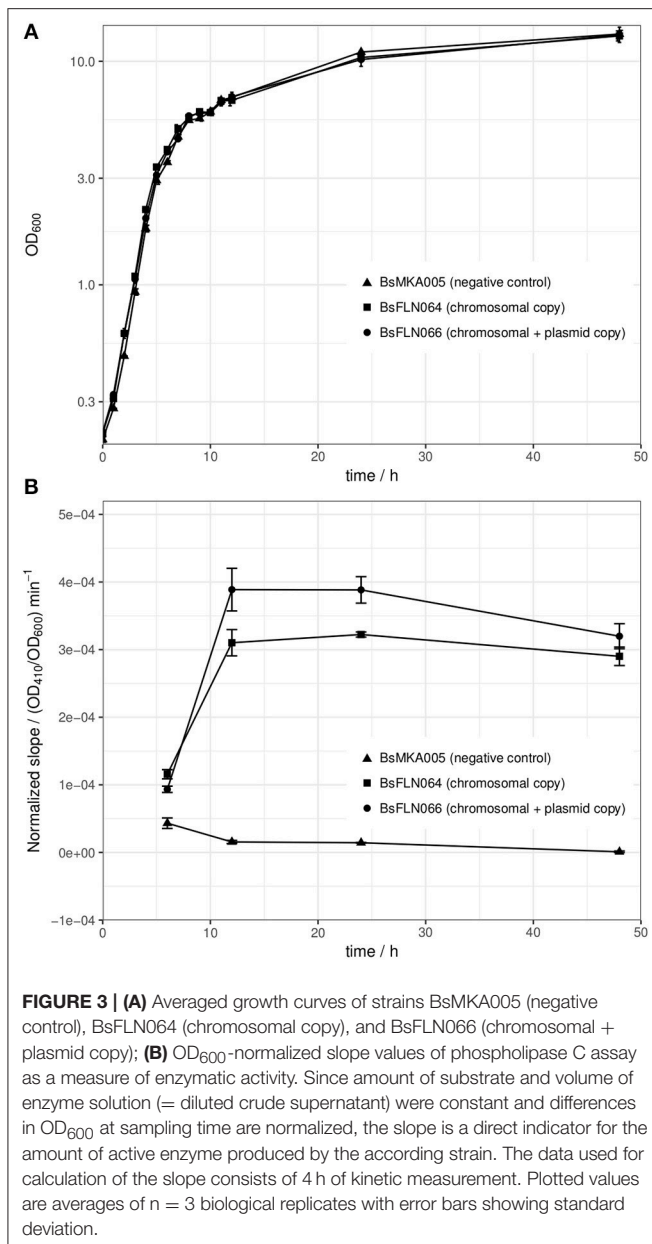 A
10.0
3.0
1.0
0.3
OD600
BsMKA005 (negative control)
BsFLN064 (chromosomal copy)
BsFLN066 (chromosomal + plasmid copy)
0 10 20 30 40 50
time / h
B
5e−04
4e−04
3e−04
2e−04
1e−04
0e+00
−1e−04
Normalized slope / (OD410/OD600) min−1
BsMKA005 (negative control)
BsFLN064 (chromosomal copy)
BsFLN066 (chromosomal + plasmid copy)
0 10 20 30 40 50
time / h
FIGURE 3 | (A) Averaged growth curves of strains BsMKA005 (negative
control), BsFLN064 (chromosomal copy), and BsFLN066 (chromosomal +
plasmid copy); (B) OD600-normalized slope values of phospholipase C assay
as a measure of enzymatic activity. Since amount of substrate and volume of
enzyme solution (= diluted crude supernatant) were constant and differences
in OD600 at sampling time are normalized, the slope is a direct indicator for the
amount of active enzyme produced by the according strain. The data used for
calculation of the slope consists of 4 h of kinetic measurement. Plotted values
are averages of n = 3 biological replicates with error bars showing standard
deviation.